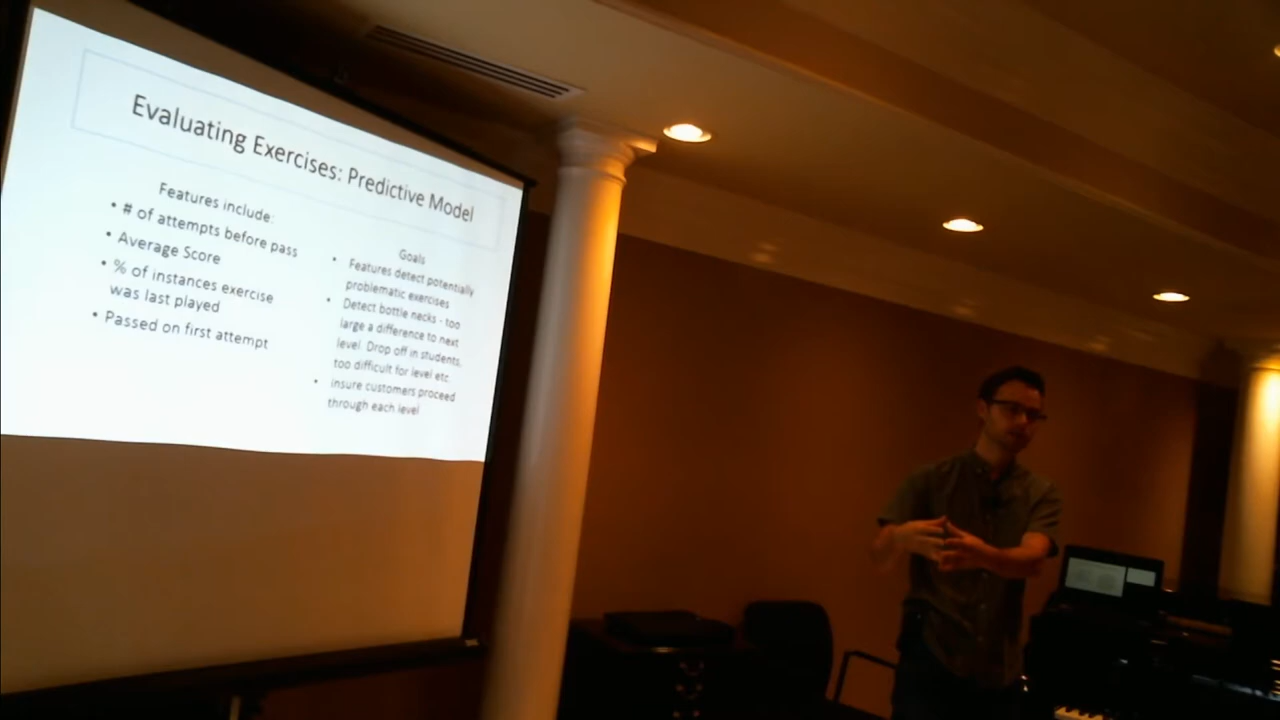 Evaluating Exercises: Predictive Model
Features include:
• # of attempts before pass
• Average Score
• % of instances exercise
was last played
• Passed on first attempt
Goals
• Features detect potentially
problematic exercises
• Detect bottle necks - too
large a difference to next
level. Drop off in students,
too difficult for level etc.
• insure customers proceed
through each level